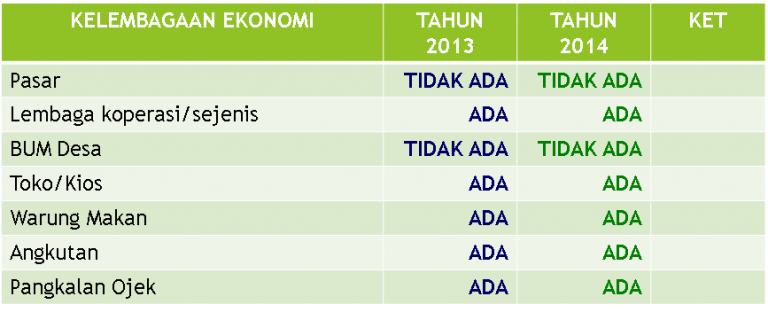 KELEMBAGAAN EKONOMI TAHUN 2013 TAHUN 2014 KET
Pasar TIDAK ADA TIDAK ADA
Lembaga koperasi/sejenis ADA ADA
BUM Desa TIDAK ADA TIDAK ADA
Toko/Kios ADA ADA
Warung Makan ADA ADA
Angkutan ADA ADA
Pangkalan Ojek ADA ADA